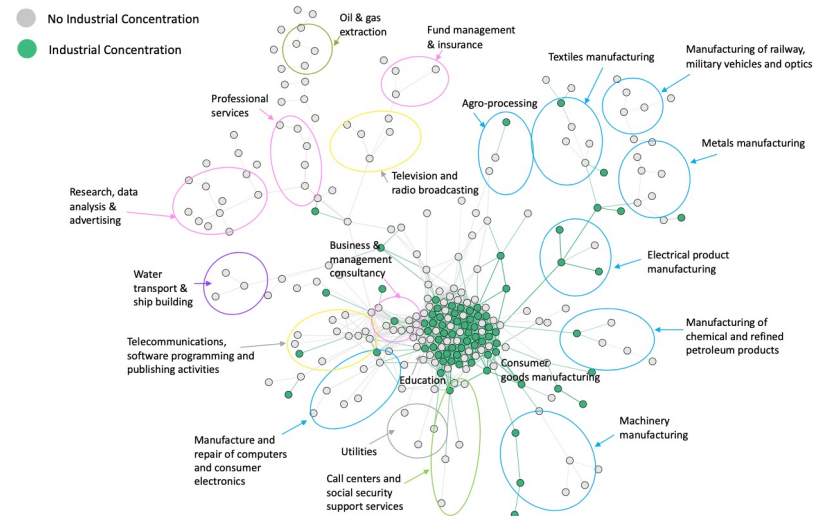 No Industrial Concentration
Industrial Concentration
Oil & gas
extraction
Fund management
& insurance
Textiles manufacturing
Manufacturing of railway,
military vehicles and optics
Professional
services
Agro-processing
Metals manufacturing
Television and
radio broadcasting
Research, data
analysis &
advertising
Business &
management
consultancy
Electrical product
manufacturing
Water
transport &
ship building
Manufacturing of
chemical and refined
petroleum products
Telecommunications,
software programming and
publishing activities
Education
Consumer
goods manufacturing
Machinery
manufacturing
Manufacture and
repair of computers
and consumer
electronics
Utilities
Call centers and
social security
support services